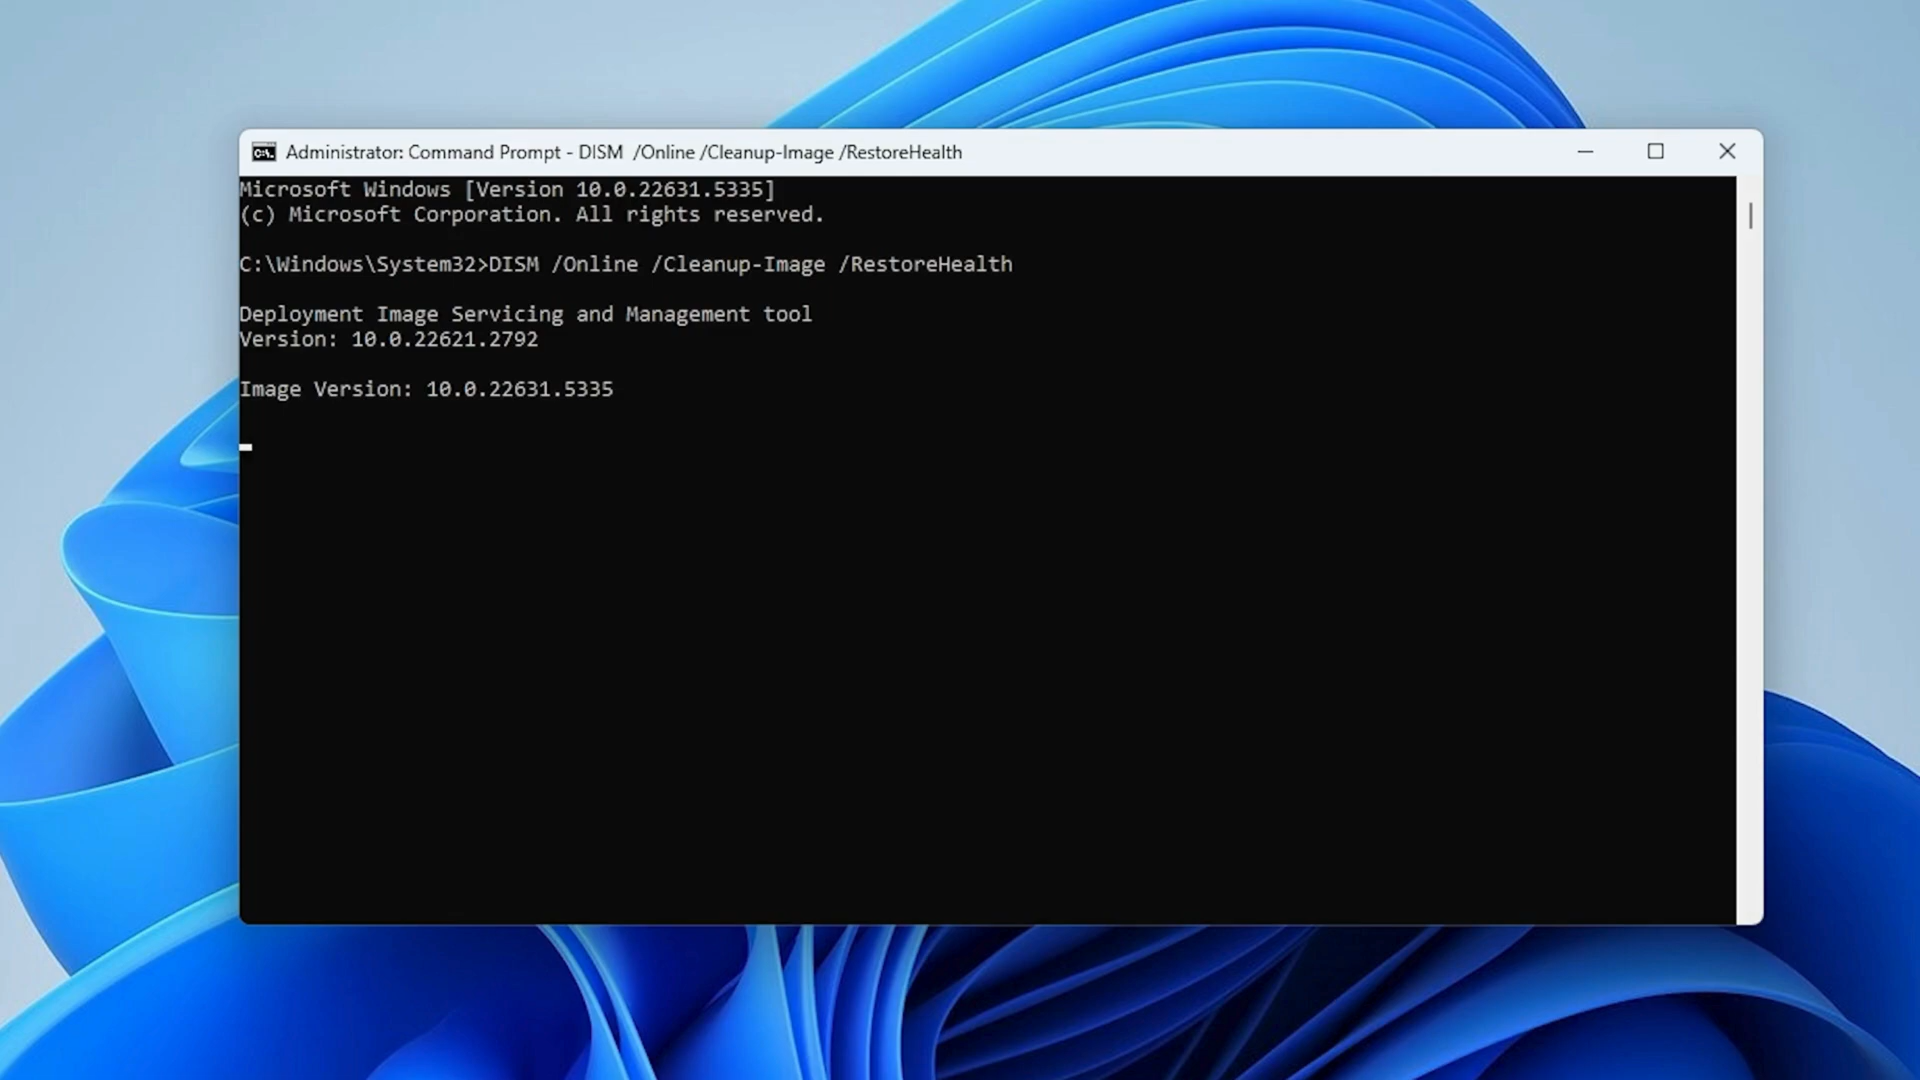 Administrator: Command Prompt - DISM  /Online /Cleanup-Image /RestoreHealth
Microsoft Windows [Version 10.0.22631.5335]
(c) Microsoft Corporation. All rights reserved.
C:\Windows\System32>DISM /Online /Cleanup-Image /RestoreHealth
Deployment Image Servicing and Management tool
Version: 10.0.22621.2792
Image Version: 10.0.22631.5335